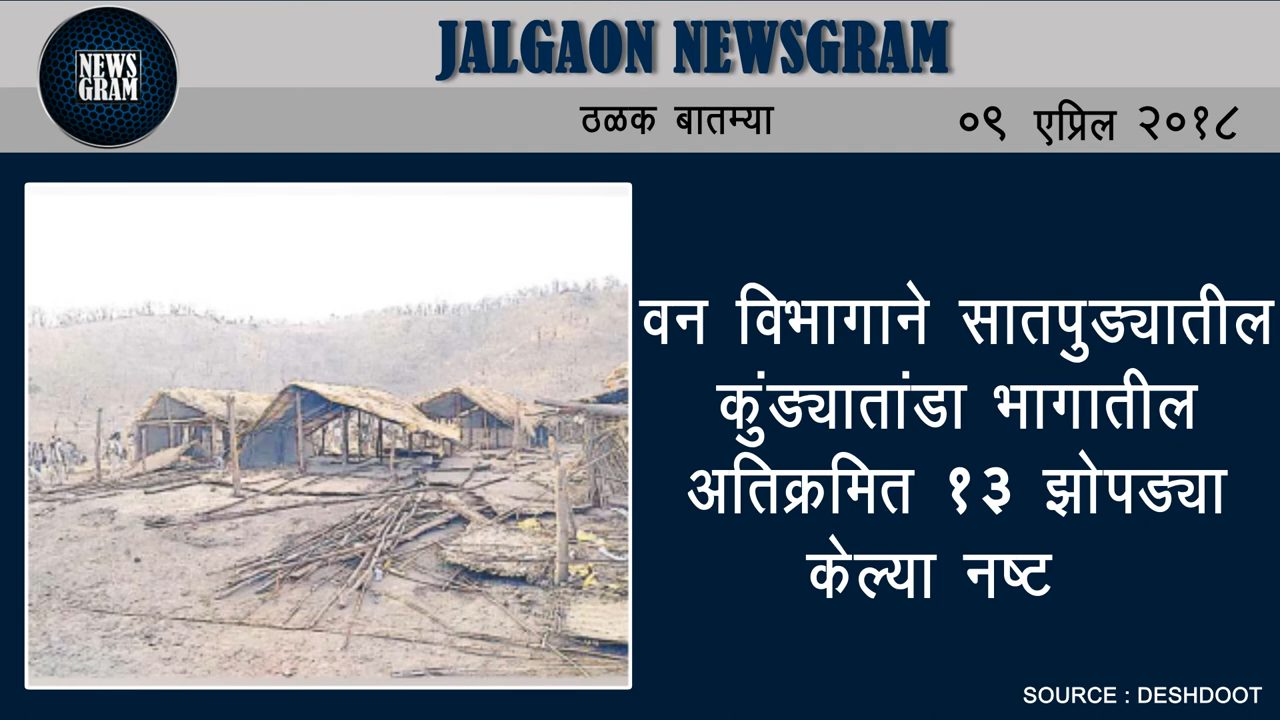 NEWS
GRAM
JALGAON NEWSGRAM
ठळक बातम्या
०९ एप्रिल २०१८
वन विभागाने सातपुड्यातील
कुंड्यातांडा भागातील
अतिक्रमित १३ झोपड्या
केल्या नष्ट
SOURCE : DESHDOOT